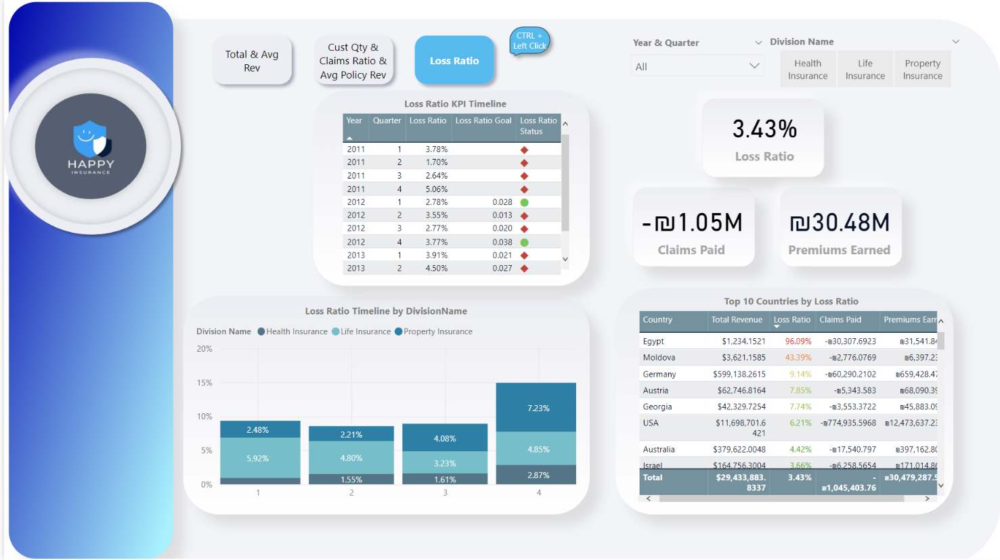 Total & Avg
Rev
Cust Qty &
Claims Ratio &
Avg Policy Rev
Loss Ratio
CTRL +
Left Click
Year & Quarter
All
Division Name
Health
Insurance
Life
Insurance
Property
Insurance
HAPPY
INSURANCE
Loss Ratio KPI Timeline
Year Quarter Loss Ratio Loss Ratio Goal Loss Ratio
Status
2011 1 3.78%
2011 2 1.70%
2011 3 2.64%
2011 4 5.06%
2012 1 2.78% 0.028
2012 2 3.55% 0.013
2012 3 2.77% 0.020
2012 4 3.77% 0.038
2013 1 3.91% 0.021
2013 2 4.50% 0.027
3.43%
Loss Ratio
-₪1.05M
Claims Paid
₪30.48M
Premiums Earned
Loss Ratio Timeline by DivisionName
Division Name Health Insurance Life Insurance Property Insurance
20%
15%
10%
5%
0%
2.48%
5.92%
2.21%
4.80%
1.55%
4.08%
3.23%
1.61%
7.23%
4.85%
2.87%
1 2 3 4
Top 10 Countries by Loss Ratio
Country Total Revenue Loss Ratio Claims Paid Premiums Earr
Egypt $1,234.1521 96.09% -₪30,307.6923 ₪31,541.84
Moldova $3,621.1585 43.39% -₪2,776.0769 ₪6,397.23
Germany $599,138.2615 9.14% -₪60,290.2102 ₪659,428.47
Austria $62,746.8164 7.85% -₪5,343.583 ₪68,090.39
Georgia $42,329.7254 7.74% -₪3,553.3722 ₪45,883.09
USA $11,698,701.6 6.21% -₪774,935.5968 ₪12,473,637.23
421
Australia $379,622.0048 4.42% -₪17,540.797 ₪397,162.80
Israel $164,756.3004 3.66% -₪6,258.5654 ₪171,014.86
Total $29,433,883. 3.43% - ₪30,479,287.5
8337 ₪1,045,403.76